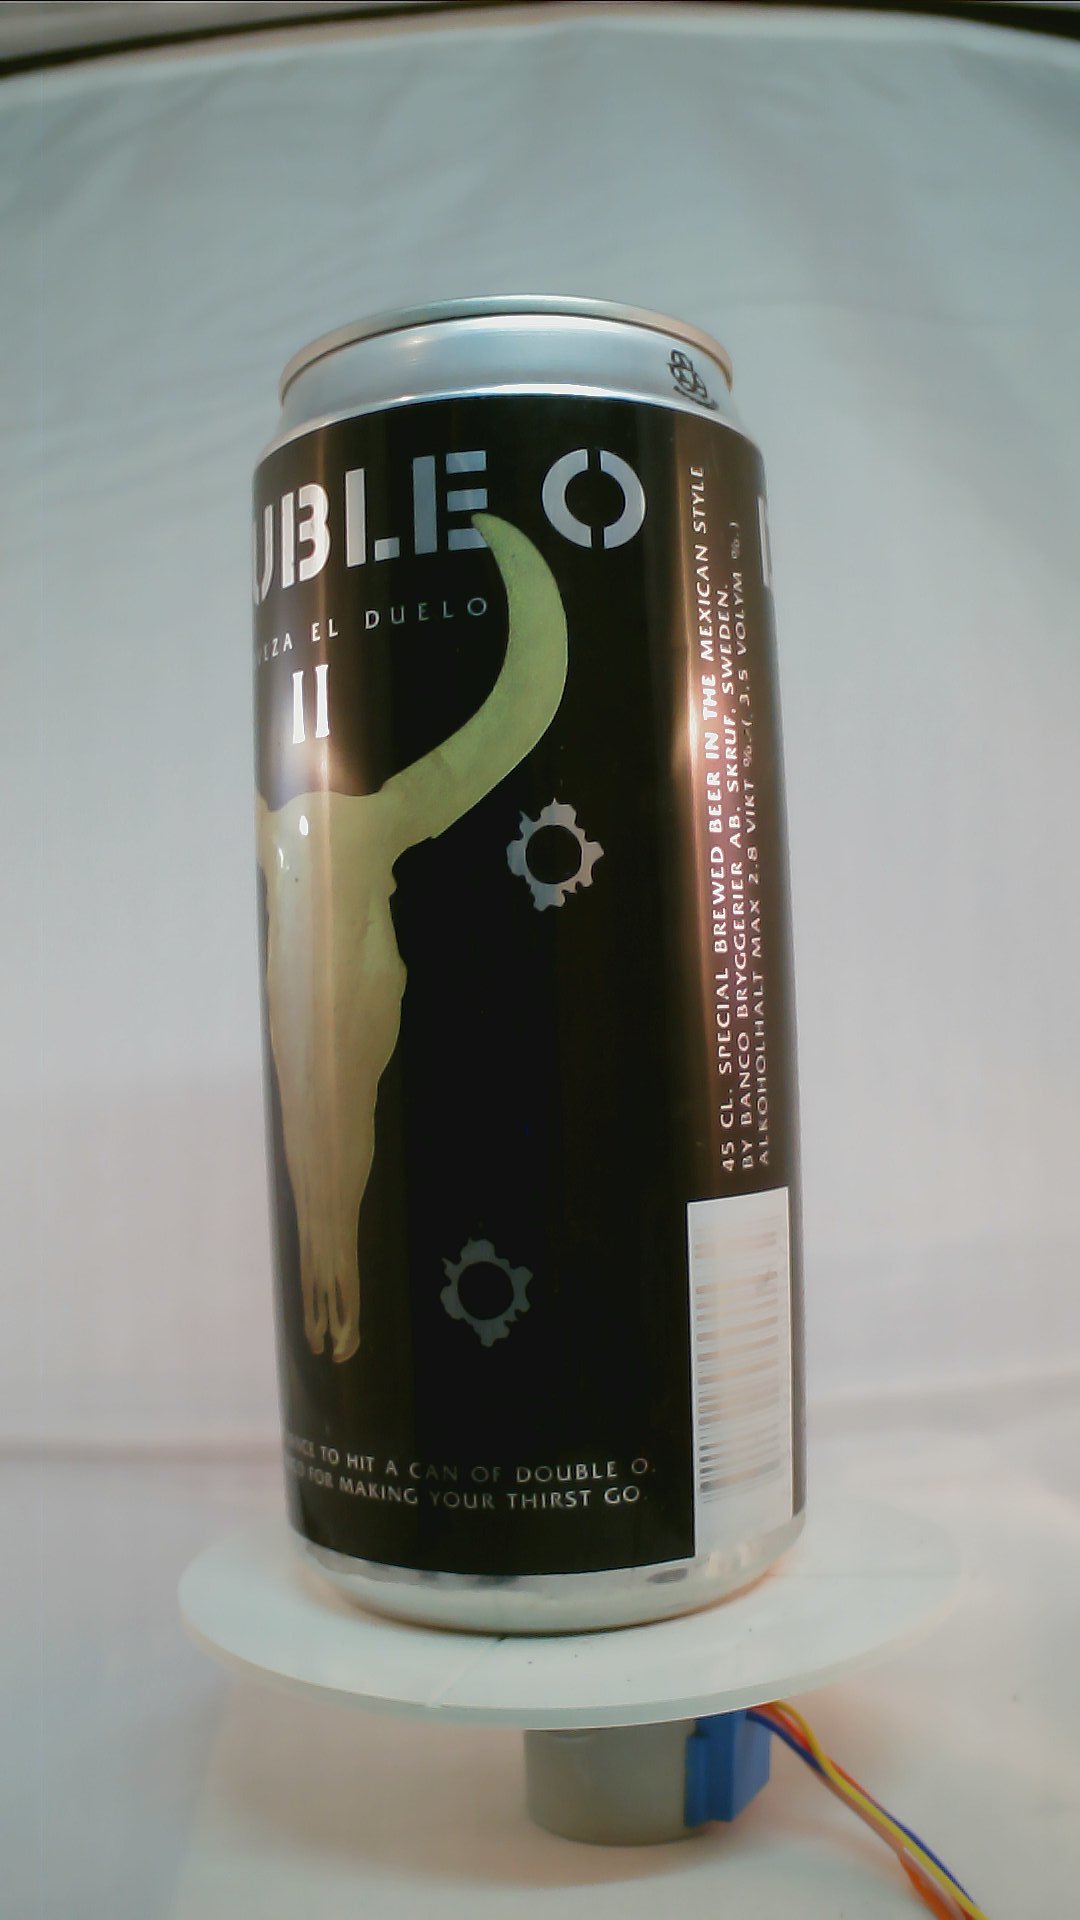 UBLE O
EL DUELO
II
TO HIT A CAN OF DOUBLE O.
FOR MAKING YOUR THIRST GO.
45 CL. SPECIAL BREWED BEER IN THE MEXICAN STYLE
BY BANCO BRYGGERIER AB, SKRUF, SWEDEN.
ALKOHOLHALT MAX 2.8 VIKT %. ( 3.5 VOLYM %.)